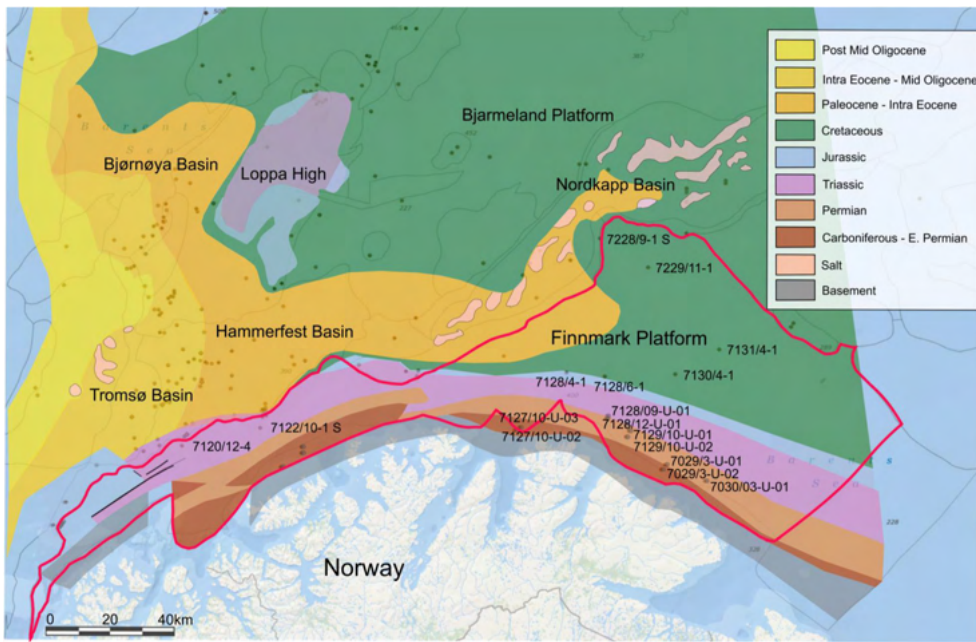 Post Mid Oligocene
Intra Eocene - Mid Oligocene
Paleocene - Intra Eocene
Cretaceous
Jurassic
Triassic
Permian
Carboniferous - E. Permian
Salt
Basement
Bjarmeland Platform
Bjørnøya Basin
Loppa High
Nordkapp Basin
7228/9-1 S
7229/11-1
Hammerfest Basin
Finnmark Platform
7131/4-1
7130/4-1
7128/4-1
7128/6-1
Tromsø Basin
7120/12-4
7122/10-1 S
7127/10-U-03
7127/10-U-02
7128/09-U-01
7128/12-U-01
7129/10-U-01
7129/10-U-02
7029/3-U-01
7029/3-U-02
7030/03-U-01
Norway
0 20 40km